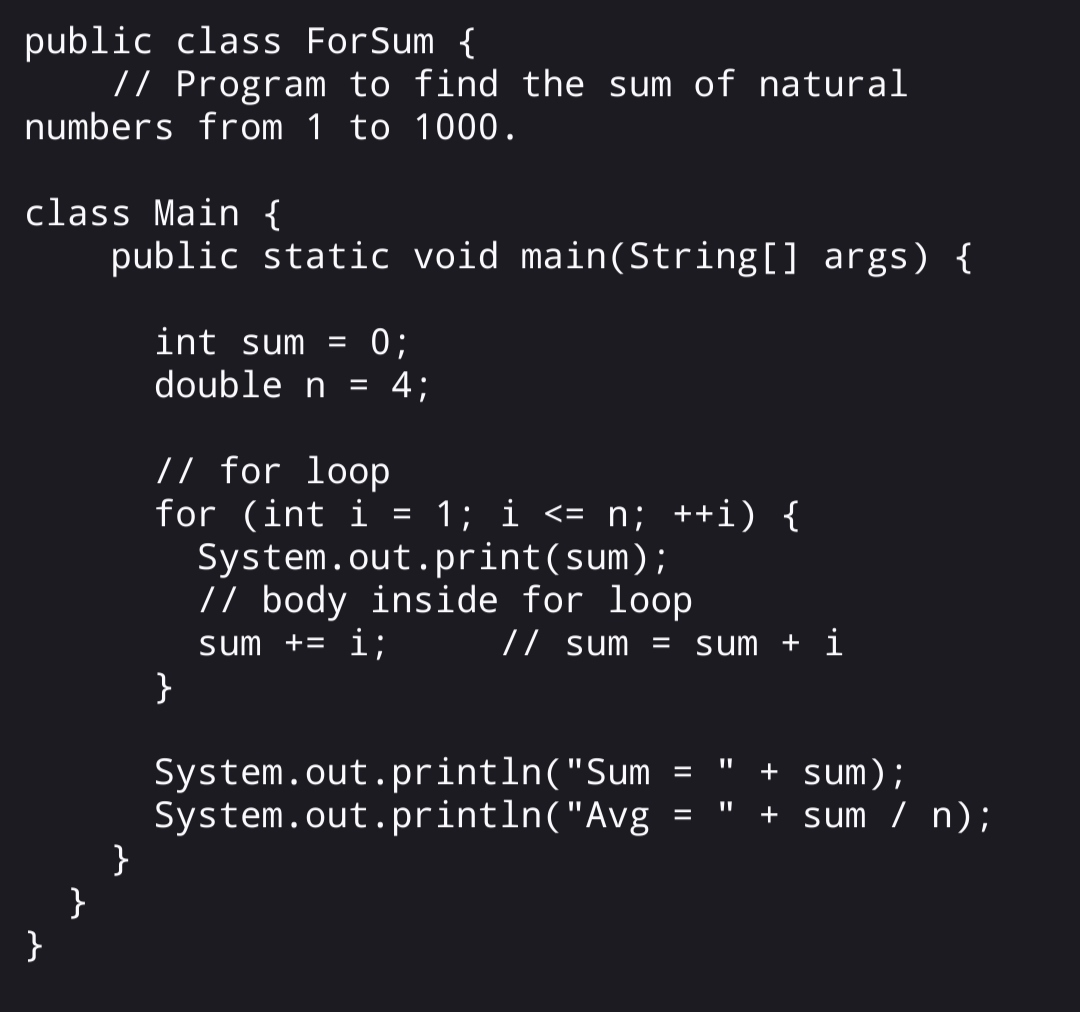 public class ForSum {
    // Program to find the sum of natural
numbers from 1 to 1000.

class Main {
    public static void main(String[] args) {

      int sum = 0;
      double n = 4;

      // for loop
      for (int i = 1; i <= n; ++i) {
        System.out.print(sum);
        // body inside for loop
        sum += i;     // sum = sum + i
      }

      System.out.println("Sum = " + sum);
      System.out.println("Avg = " + sum / n);
    }
  }
}